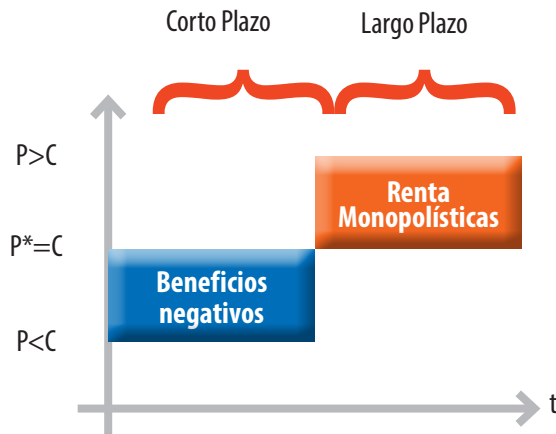 Corto Plazo
Largo Plazo
P>C
Renta
Monopolísticas
P*=C
Beneficios
negativos
P<C
t